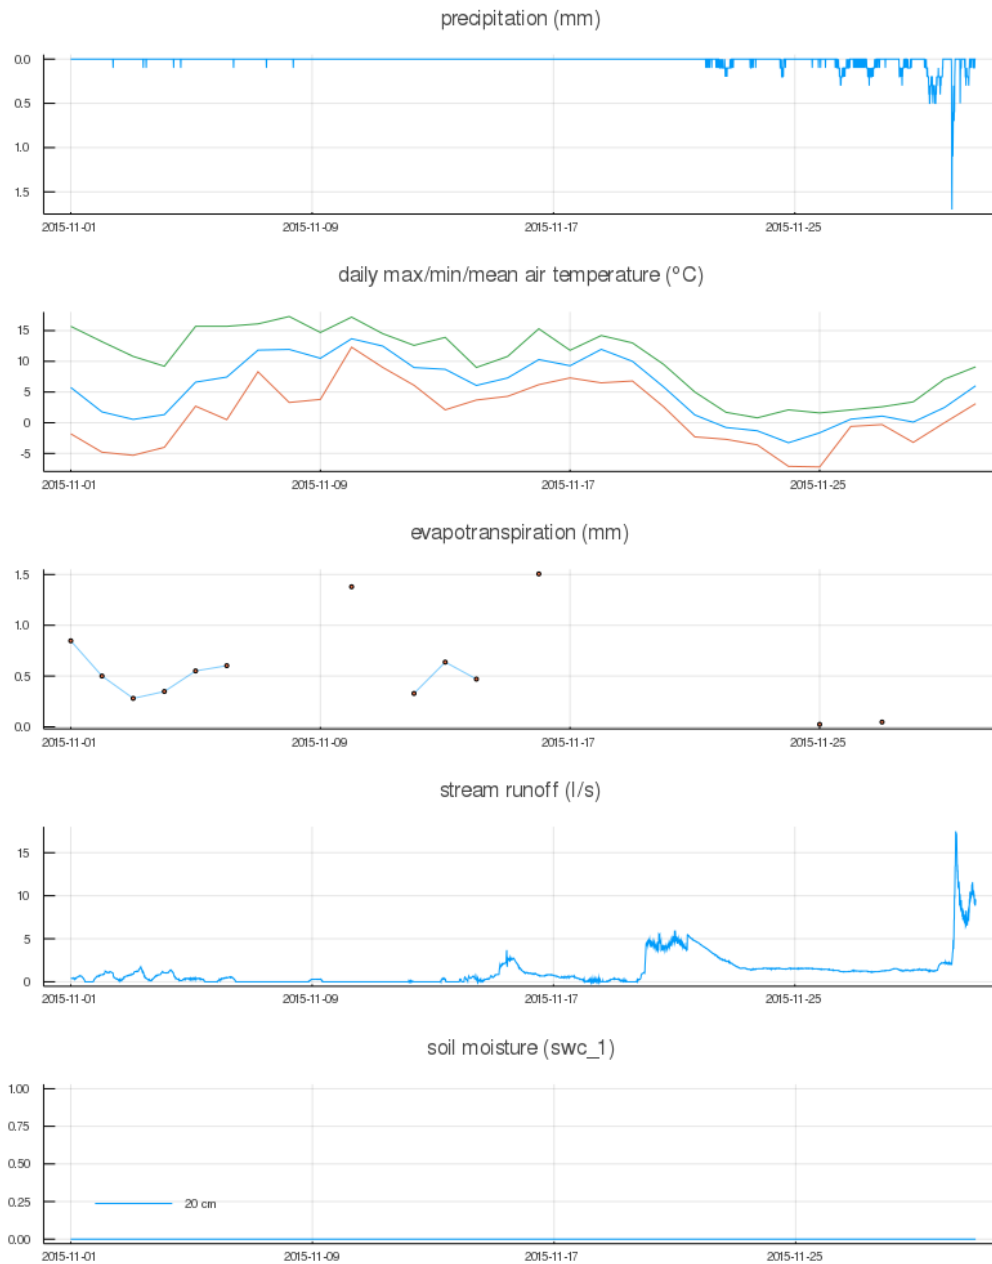 precipitation (mm)
0.0
0.5
1.0
1.5
2015-11-01 2015-11-09 2015-11-17 2015-11-25
daily max/min/mean air temperature (ºC)
15
10
5
0
-5
2015-11-01 2015-11-09 2015-11-17 2015-11-25
evapotranspiration (mm)
1.5
1.0
0.5
0.0
2015-11-01 2015-11-09 2015-11-17 2015-11-25
stream runoff (l/s)
15
10
5
0
2015-11-01 2015-11-09 2015-11-17 2015-11-25
soil moisture (swc_1)
1.00
0.75
0.50
0.25
20 cm
0.00
2015-11-01 2015-11-09 2015-11-17 2015-11-25